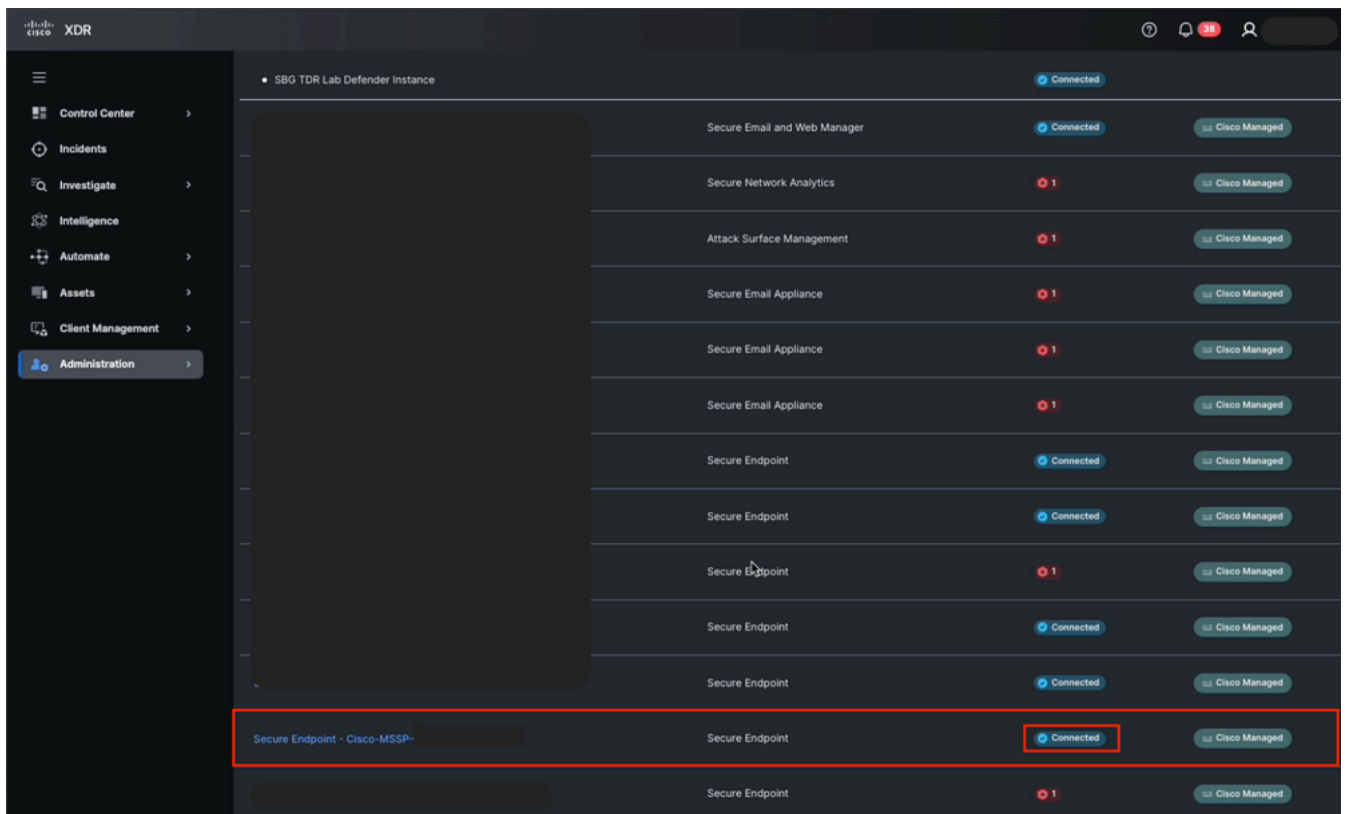 cisco XDR 38
• SBG TDR Lab Defender Instance Connected
Control Center
Secure Email and Web Manager Connected Cisco Managed
Incidents
Investigate
Secure Network Analytics 1 Cisco Managed
Intelligence
Attack Surface Management 1 Cisco Managed
Automate
Assets
Secure Email Appliance 1 Cisco Managed
Client Management
Secure Email Appliance 1 Cisco Managed
Administration
Secure Email Appliance 1 Cisco Managed
Secure Endpoint Connected Cisco Managed
Secure Endpoint Connected Cisco Managed
Secure Endpoint 1 Cisco Managed
Secure Endpoint Connected Cisco Managed
Secure Endpoint Connected Cisco Managed
Secure Endpoint - Cisco-MSSP- Secure Endpoint Connected Cisco Managed
Secure Endpoint 1 Cisco Managed